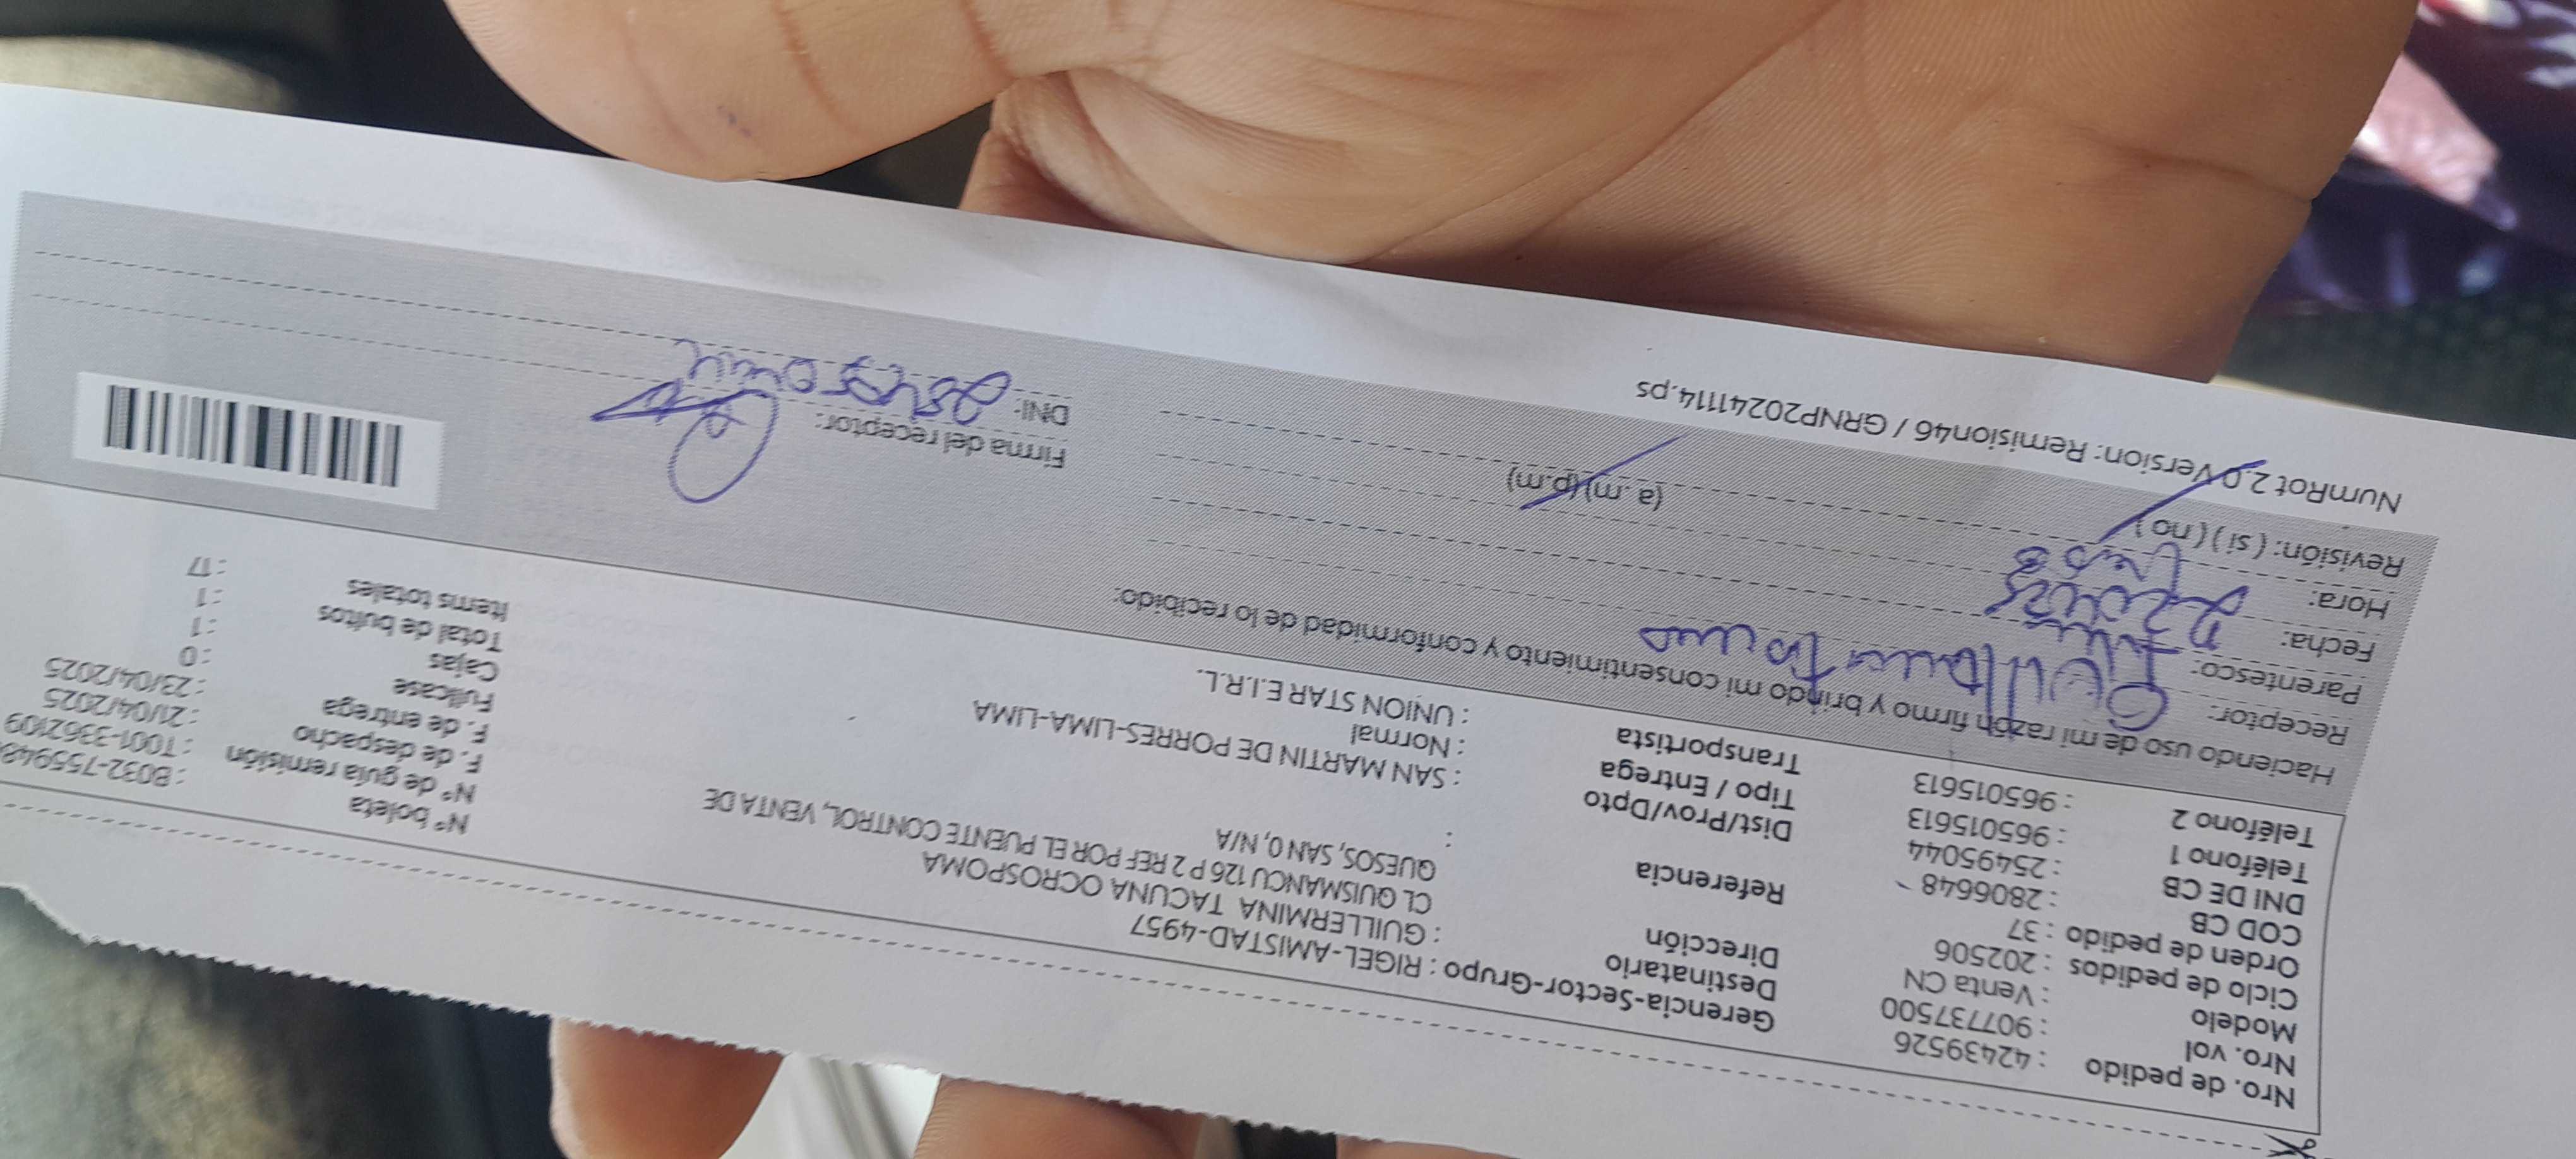 Nro. de pedido : 42439526
Nro. vol : 907737500
Modelo : Venta CN
Ciclo de pedidos : 202506
Orden de pedido : 37
COD CB : 2806648
DNI DE CB : 25495044
Teléfono 1 : 965015613
Teléfono 2 : 965015613
Gerencia-Sector-Grupo : RIGEL-AMISTAD-4957
Destinatario : GUILLERMINA TACUNA OCROSPOMA
Dirección CL QUISMANCU 126 P 2 REF POR EL PUENTE CONTROL, VENTA DE
QUESOS, SAN 0, N/A
Referencia :
Dist/Prov/Dpto : SAN MARTIN DE PORRES-LIMA-LIMA
Tipo / Entrega : Normal
Transportista : UNION STAR E.I.R.L.
N° boleta : B032-755948
N° de guía remisión : T001-3362109
F. de despacho : 21/04/2025
F. de entrega : 23/04/2025
Fullcase : 0
Cajas : 1
Total de bultos : 1
Items totales : 17
Haciendo uso de mi razón firmo y brindo mi consentimiento y conformidad de lo recibido:
Receptor:
Parentesco:
Fecha:
Hora: (a.m) (p.m)
Revisión: (si) (no)
Firma del receptor:
DNI: 25495044
NumRot 2.0 Version: Remision46 / GRNP20241114.ps